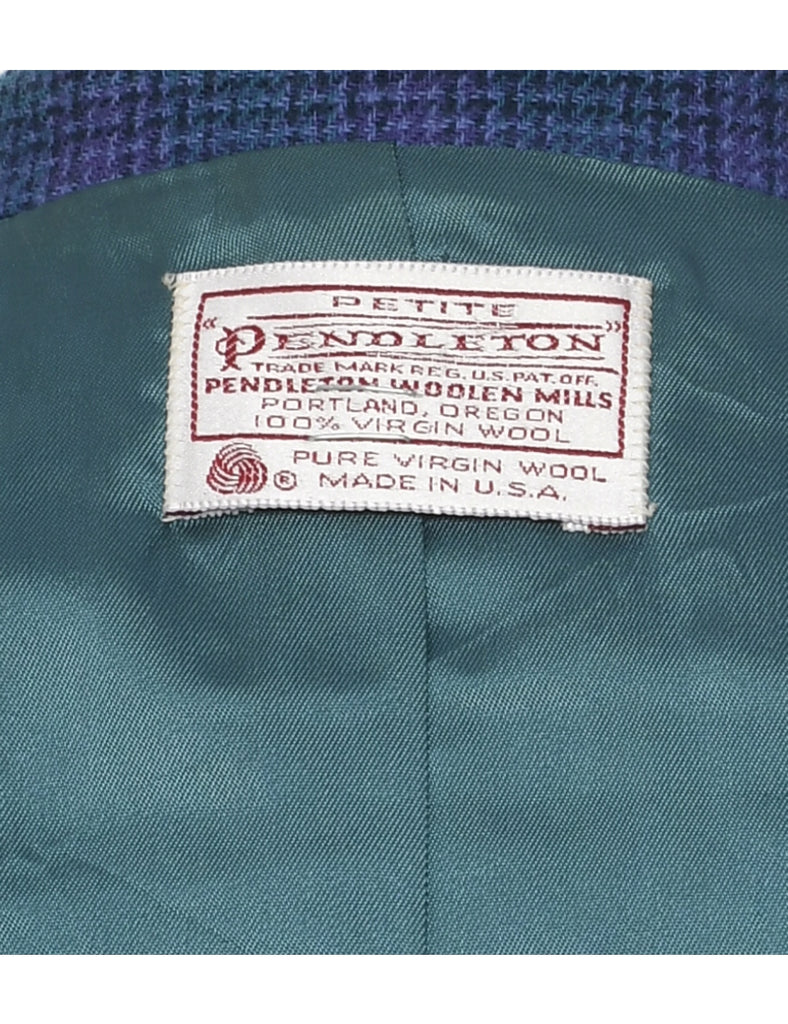 PETITE
"PENDLETON"
TRADE MARK REG. U.S. PAT. OFF.
PENDLETON WOOLEN MILLS
PORTLAND, OREGON
100% VIRGIN WOOL
® PURE VIRGIN WOOL
MADE IN U.S.A.